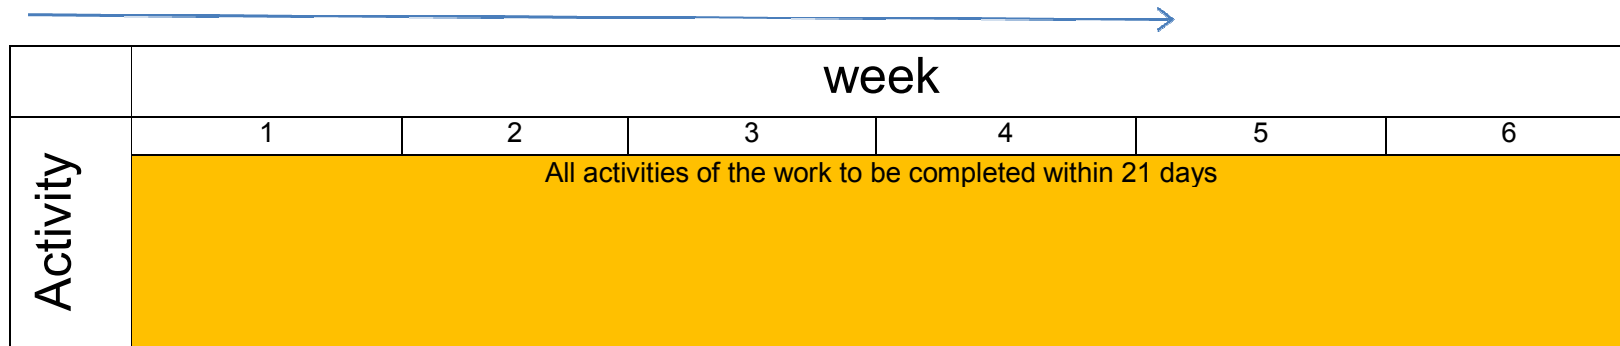 week
1 2 3 4 5 6
Activity
All activities of the work to be completed within 21 days